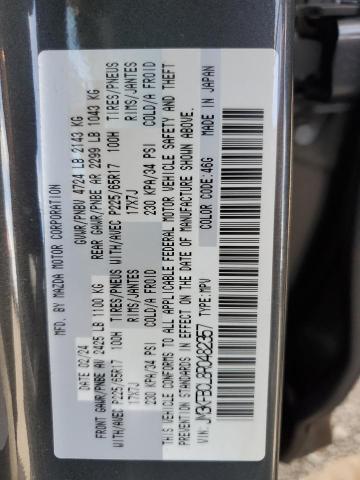 MFD. BY MAZDA MOTOR CORPORATION
DATE 02/24 GVWR/PNBV 4724 LB 2143 KG
FRONT GAWR/PNBE AV 2425 LB 1100 KG REAR GAWR/PNBE AR 2299 LB 1043 KG
WITH/AVEC P225/65R17 100H TIRES/PNEUS WITH/AVEC P225/65R17 100H TIRES/PNEUS
17X7J RIMS/JANTES 17X7J RIMS/JANTES
230 KPA/34 PSI COLD/A FROID 230 KPA/34 PSI COLD/A FROID
THIS VEHICLE CONFORMS TO ALL APPLICABLE FEDERAL MOTOR VEHICLE SAFETY AND THEFT
PREVENTION STANDARDS IN EFFECT ON THE DATE OF MANUFACTURE SHOWN ABOVE.
TYPE: MPV COLOR CODE: 46G MADE IN JAPAN
VIN: JM3KFBCL9R0482357